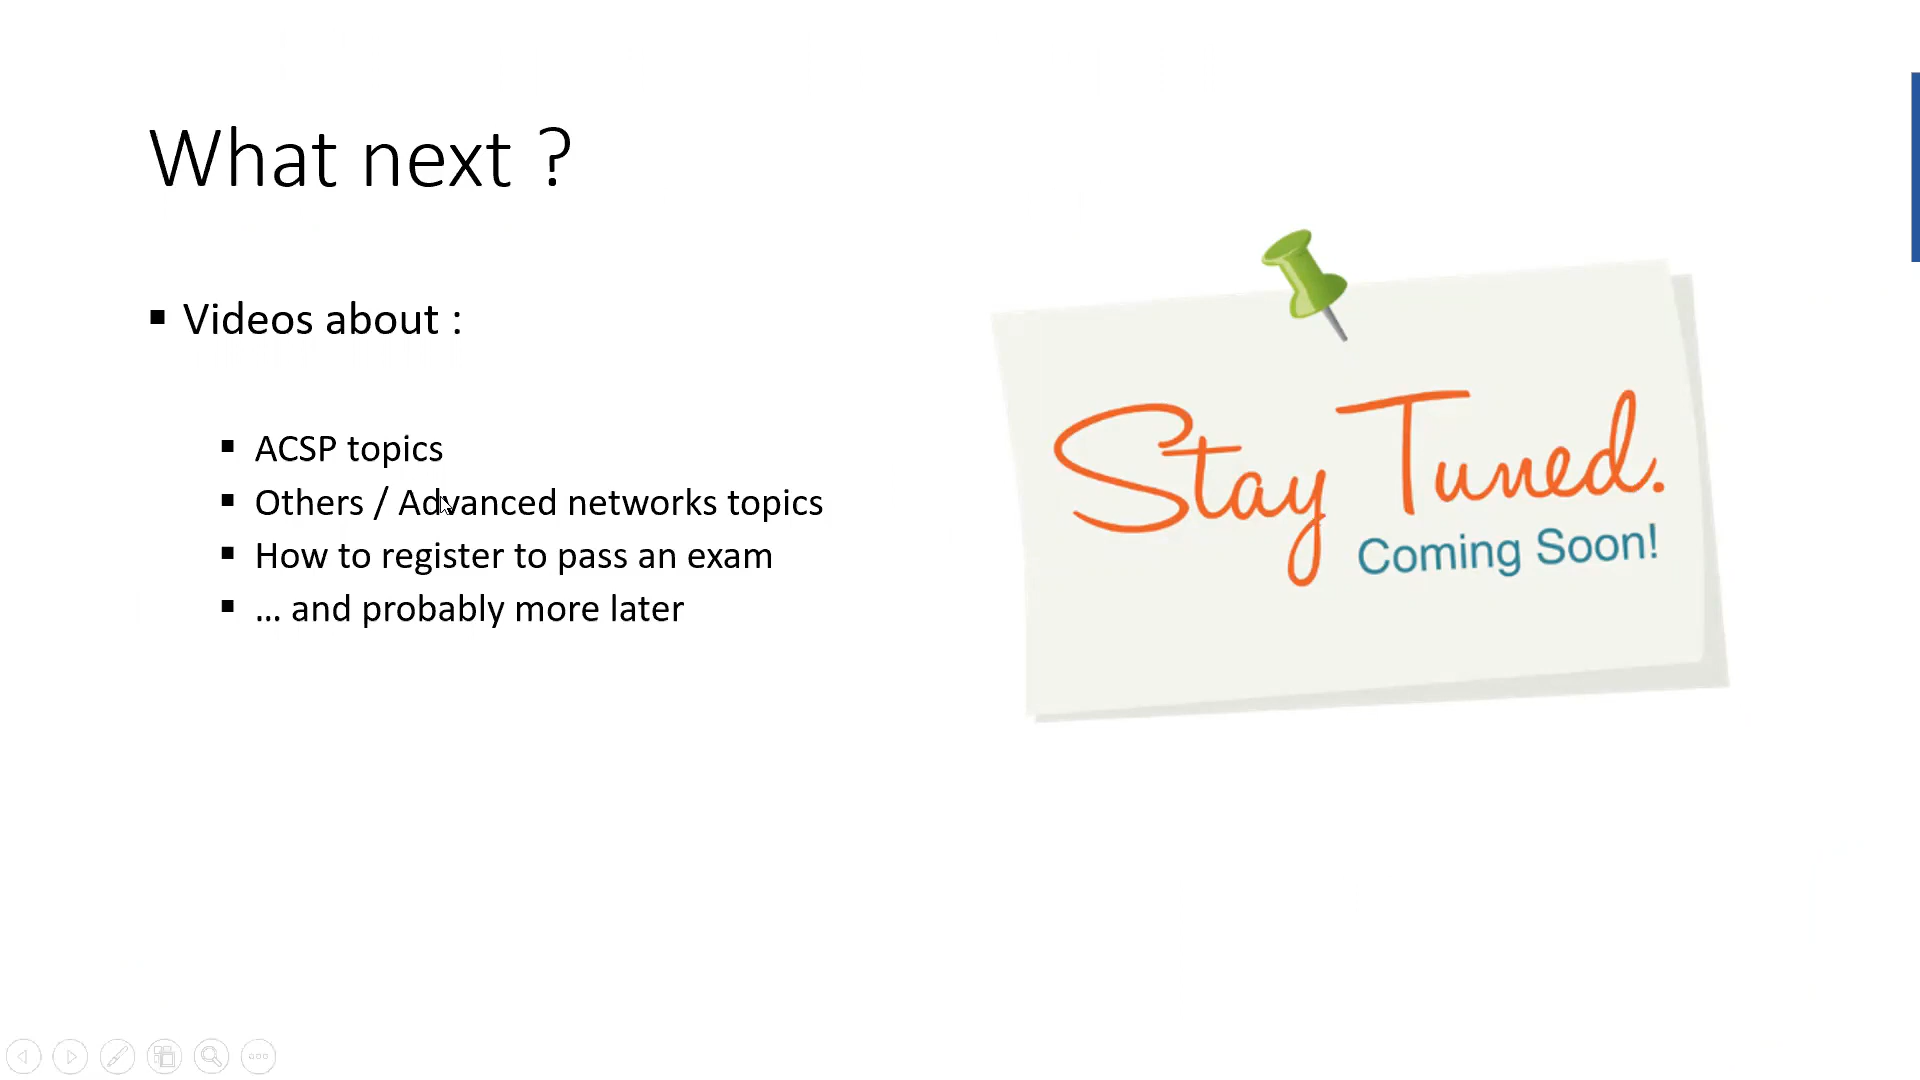 What next ?
Videos about :
ACSP topics
Others / Advanced networks topics
How to register to pass an exam
... and probably more later
Stay Tuned.
Coming Soon!